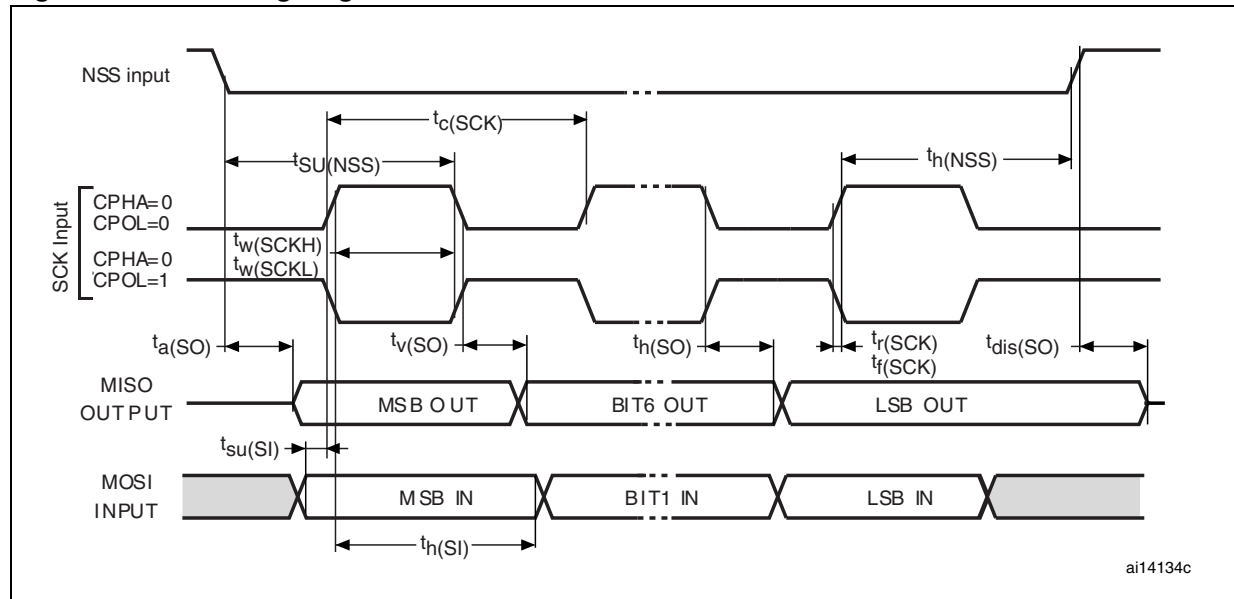 NSS input
tc(SCK)
tSU(NSS)
th(NSS)
SCK Input
CPHA=0
CPOL=0
tw(SCKH)
CPHA=0
tw(SCKL)
CPOL=1
ta(SO)
tv(SO)
th(SO)
tr(SCK)
tf(SCK)
tdis(SO)
MISO
OUTPUT
MSB OUT
BIT6 OUT
LSB OUT
tsu(SI)
MOSI
INPUT
MSB IN
BIT1 IN
LSB IN
th(SI)
ai14134c